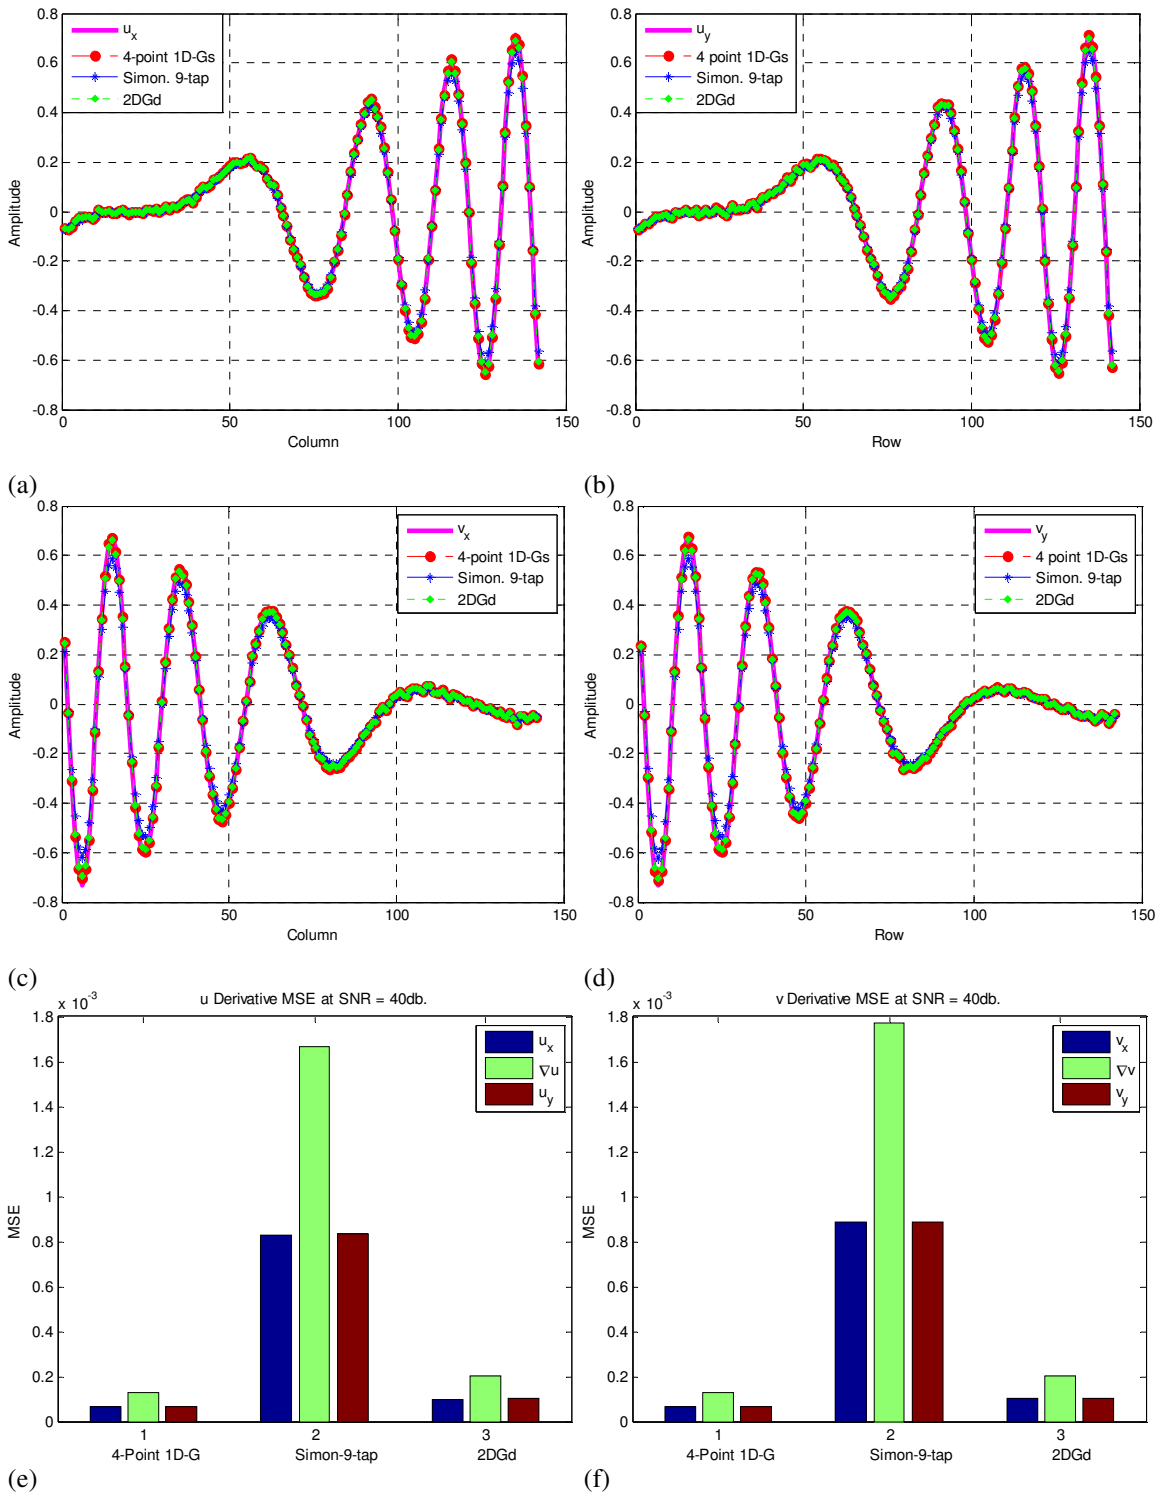 0.8
0.6
0.4
0.2
0
-0.2
-0.4
-0.6
-0.8
Amplitude
u_x
4-point 1D-Gs
Simon. 9-tap
2DGd
0 50 100 150
Column
(a)
0.8
0.6
0.4
0.2
0
-0.2
-0.4
-0.6
-0.8
Amplitude
u_y
4 point 1D-Gs
Simon. 9-tap
2DGd
0 50 100 150
Row
(b)
0.8
0.6
0.4
0.2
0
-0.2
-0.4
-0.6
-0.8
Amplitude
v_x
4-point 1D-Gs
Simon. 9-tap
2DGd
0 50 100 150
Column
(c)
0.8
0.6
0.4
0.2
0
-0.2
-0.4
-0.6
-0.8
Amplitude
v_y
4 point 1D-Gs
Simon. 9-tap
2DGd
0 50 100 150
Row
(d)
x 10^-3
u Derivative MSE at SNR = 40db.
1.8
1.6
1.4
1.2
1
0.8
0.6
0.4
0.2
0
MSE
u_x
∇u
u_y
1 2 3
4-Point 1D-G Simon-9-tap 2DGd
(e)
x 10^-3
v Derivative MSE at SNR = 40db.
1.8
1.6
1.4
1.2
1
0.8
0.6
0.4
0.2
0
MSE
v_x
∇v
v_y
1 2 3
4-Point 1D-G Simon-9-tap 2DGd
(f)